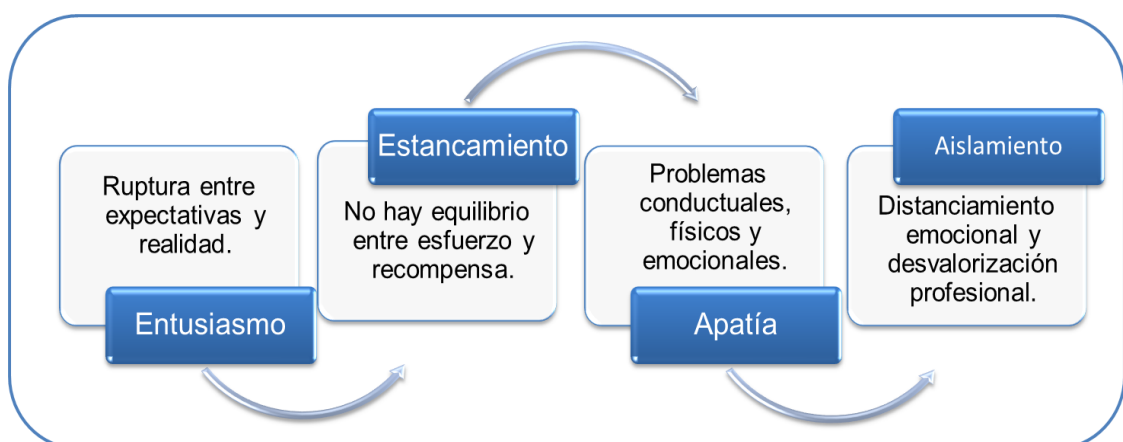 Ruptura entre
expectativas y
realidad.
Entusiasmo
Estancamiento
No hay equilibrio
entre esfuerzo y
recompensa.
Problemas
conductuales,
físicos y
emocionales.
Apatía
Aislamiento
Distanciamiento
emocional y
desvalorización
profesional.